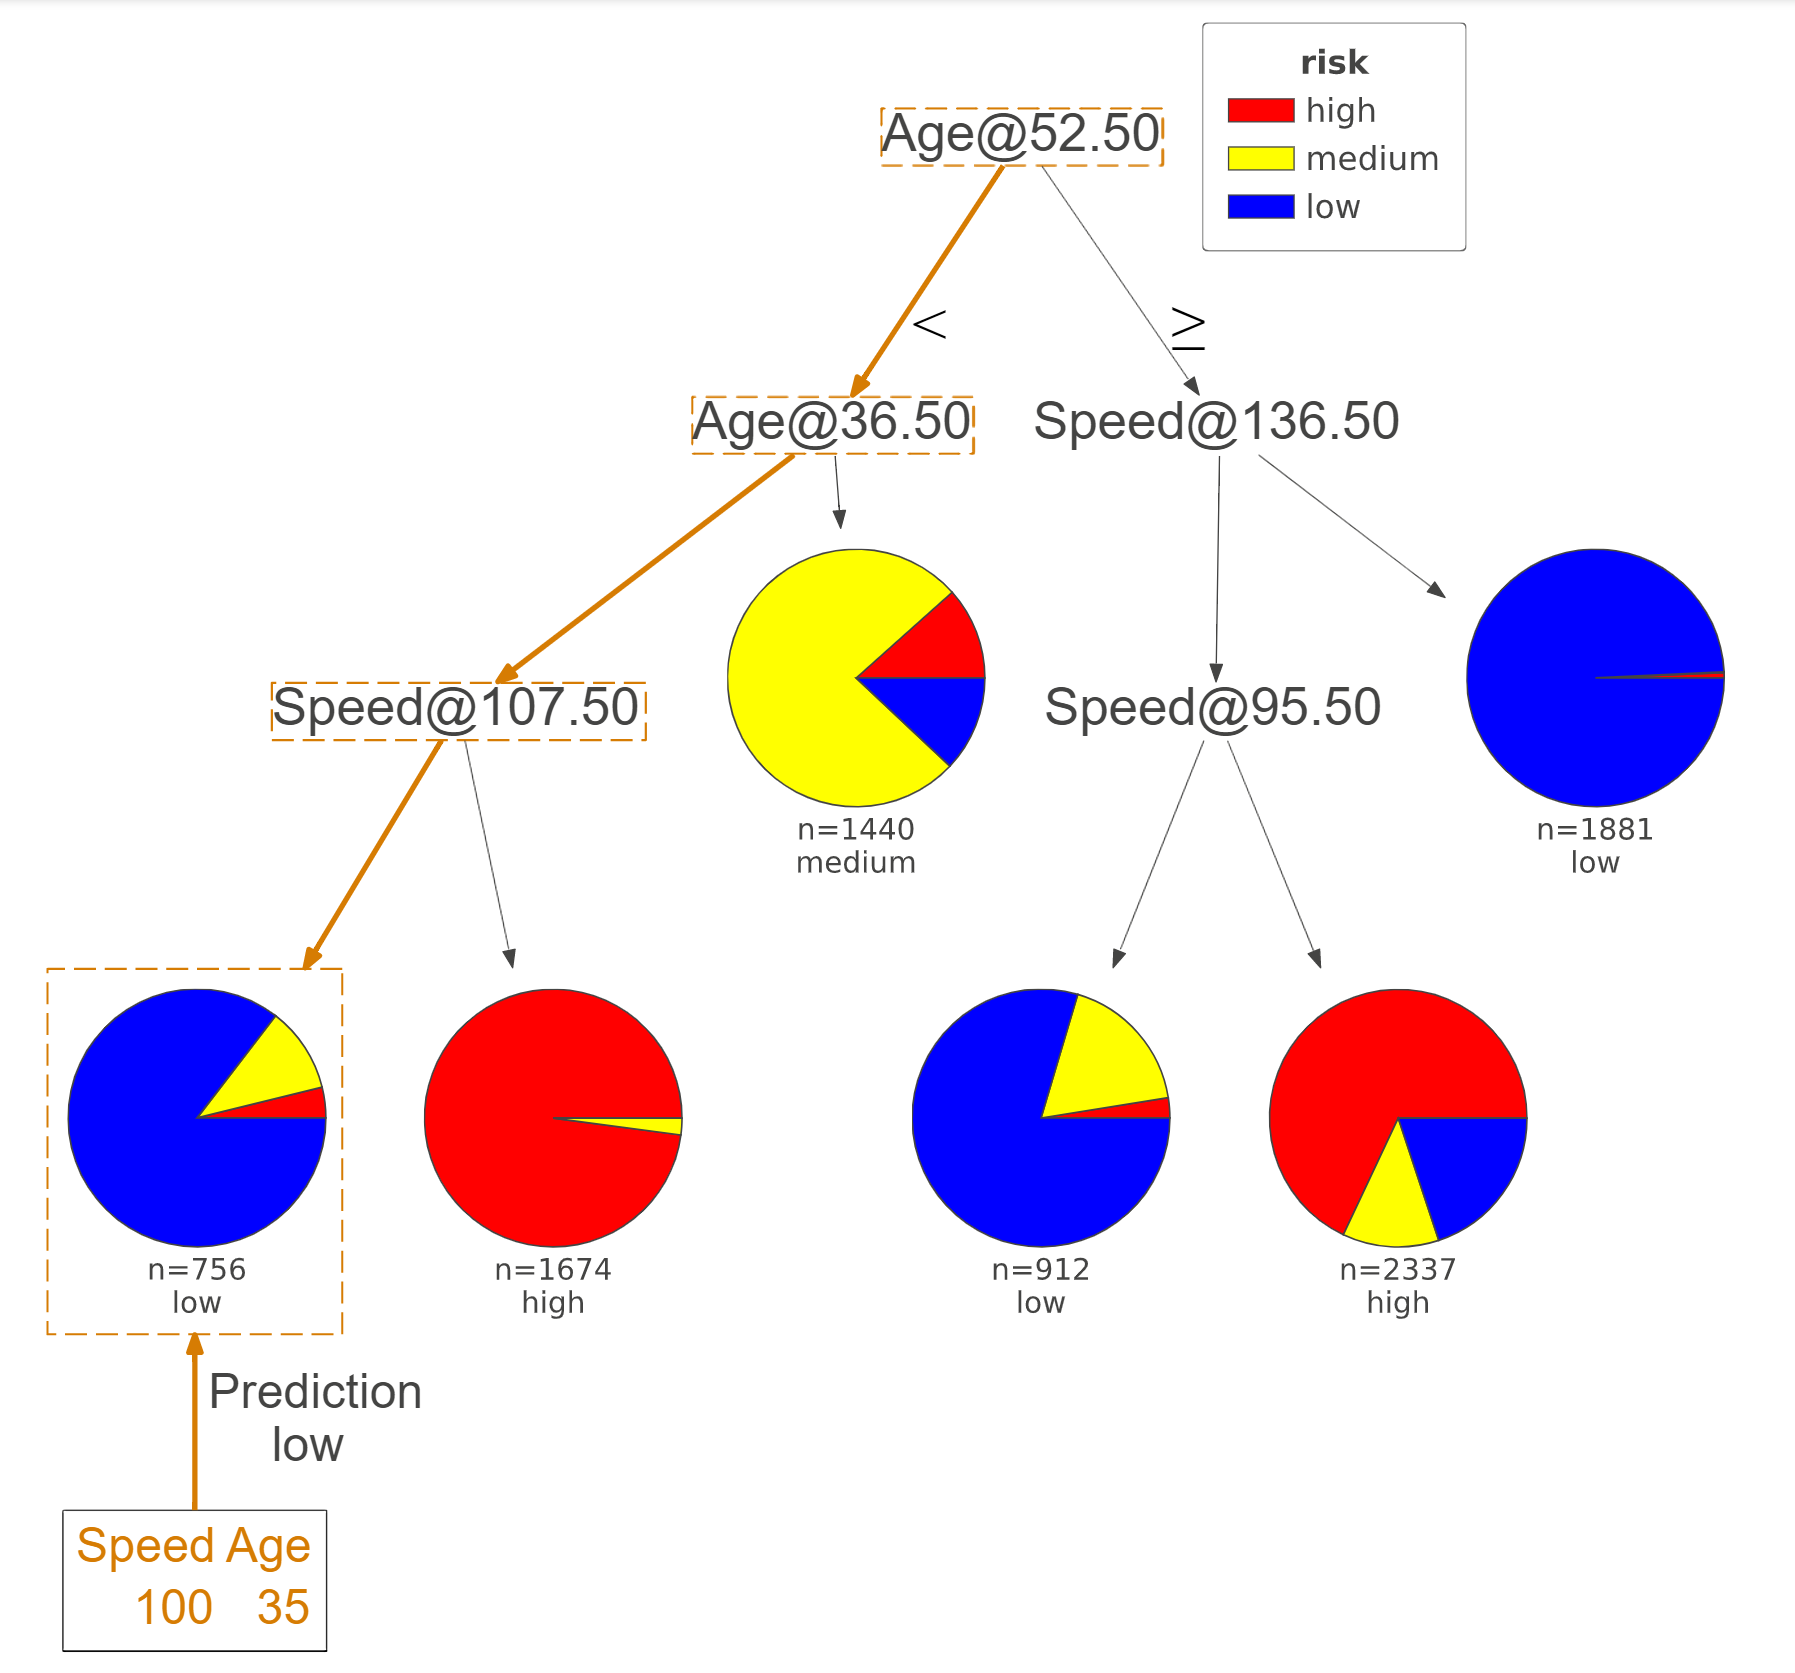 risk
high
medium
low
Age@52.50
<
≥
Age@36.50
Speed@136.50
Speed@107.50
Speed@95.50
n=1440
medium
n=1881
low
n=756
low
n=1674
high
n=912
low
n=2337
high
Prediction
low
Speed Age
100 35